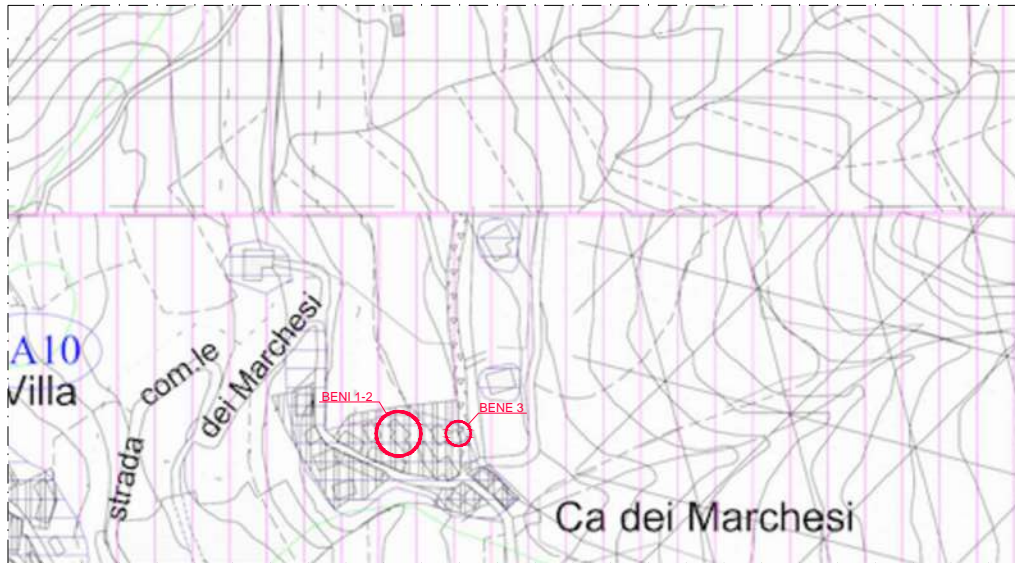 A10
Villa
strada
com.le
dei Marchesi
BENI 1-2
BENE 3
Ca dei Marchesi